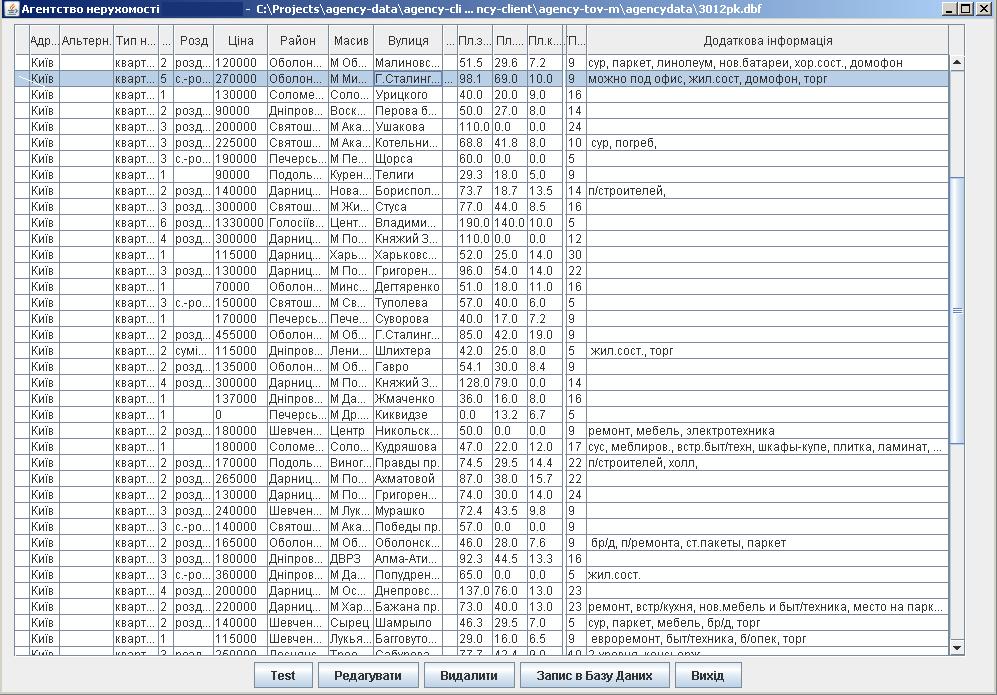 Агентство нерухомості - C:\Projects\agency-data\agency-cli ... ncy-client\agency-tov-m\agencydata\3012pk.dbf
Адр... Альтерн... Тип н... ... Розд Ціна Район Масив Вулиця ... Пл.з... Пл.... Пл.к... П... Додаткова інформація
Київ кварт... 2 розд... 120000 Оболон... М Об... Малиновс... 51.5 29.6 7.2 9 сур, паркет, линолеум, нов.батареи, хор.сост., домофон
Київ кварт... 5 с.-ро... 270000 Оболон... М Ми... Г.Сталинг... ... 98.1 69.0 10.0 9 можно под офис, жил.сост, домофон, торг
Київ кварт... 1 130000 Соломе... Соло... Урицкого 40.0 20.0 9.0 16
Київ кварт... 2 розд... 90000 Дніпров... Воск... Перова б... 50.0 27.0 8.0 14
Київ кварт... 3 розд... 200000 Святош... М Ака... Ушакова 110.0 0.0 0.0 24
Київ кварт... 3 розд... 225000 Святош... М Ака... Котельни... 68.8 41.8 8.0 10 сур, погреб,
Київ кварт... 3 с.-ро... 190000 Печерсь... М Пе... Щорса 60.0 0.0 0.0 5
Київ кварт... 1 90000 Подоль... Курен... Телиги 29.3 18.0 5.0 9
Київ кварт... 2 розд... 140000 Дарниц... Нова... Борисπол... 73.7 18.7 13.5 14 п/строителей,
Київ кварт... 3 розд... 300000 Святош... М Жи... Стуса 77.0 44.0 8.5 16
Київ кварт... 6 розд... 1330000 Голосіїв... Цент... Владими... 190.0 140.0 10.0 5
Київ кварт... 4 розд... 300000 Дарниц... М По... Княжий З... 110.0 0.0 0.0 12
Київ кварт... 1 115000 Дарниц... Харь... Харьковс... 52.0 25.0 14.0 30
Київ кварт... 3 розд... 130000 Дарниц... М По... Григорен... 96.0 54.0 14.0 22
Київ кварт... 1 70000 Оболон... Минс... Дегтяренко 51.0 18.0 11.0 16
Київ кварт... 3 с.-ро... 150000 Святош... М Св... Туполева 57.0 40.0 6.0 5
Київ кварт... 1 170000 Печерсь... Пече... Суворова 40.0 17.0 7.2 9
Київ кварт... 2 розд... 455000 Оболон... М Об... Г.Сталинг... 85.0 42.0 19.0 9
Київ кварт... 2 сумі... 115000 Дніпров... Лени... Шлихтера 42.0 25.0 8.0 5 жил.сост., торг
Київ кварт... 2 розд... 135000 Оболон... М Об... Гавро 54.1 30.0 8.4 9
Київ кварт... 4 розд... 300000 Дарниц... М По... Княжий З... 128.0 79.0 0.0 14
Київ кварт... 1 137000 Дніпров... М Да... Жмаченко 36.0 16.0 8.0 16
Київ кварт... 1 0 Печерсь... М Др.... Киквидзе 0.0 13.2 6.7 5
Київ кварт... 2 розд... 180000 Шевчен... Центр Никольск... 50.0 0.0 0.0 9 ремонт, мебель, электротехника
Київ кварт... 1 180000 Соломе... Соло... Кудряшова 47.0 22.0 12.0 17 сус, меблиров., встр.быт/техн, шкафы-купе, плитка, ламинат, ...
Київ кварт... 2 розд... 170000 Подоль... Виног... Правды пр. 74.5 29.5 14.4 22 п/строителей, холл,
Київ кварт... 2 розд... 265000 Дарниц... М По... Ахматовой 87.0 38.0 15.7 22
Київ кварт... 2 розд... 130000 Дарниц... М По... Григорен... 74.0 30.0 14.0 24
Київ кварт... 3 розд... 240000 Шевчен... М Лук... Мурашко 72.4 43.5 9.8 9
Київ кварт... 3 с.-ро... 140000 Святош... М Ака... Победы пр. 57.0 0.0 0.0 9
Київ кварт... 2 розд... 165000 Оболон... М Об... Оболонск... 46.0 28.0 7.6 9 бр/д, п/ремонта, ст.пакеты, паркет
Київ кварт... 3 розд... 180000 Дніпров... ДВРЗ Алма-Ати... 92.3 44.5 13.3 16
Київ кварт... 3 с.-ро... 360000 Дніпров... М Да... Попудрен... 65.0 0.0 0.0 5 жил.сост.
Київ кварт... 4 розд... 200000 Дарниц... М Ос... Днепровс... 137.0 76.0 13.0 23
Київ кварт... 2 розд... 220000 Дарниц... М Хар... Бажана пр. 73.0 40.0 13.0 23 ремонт, встр/кухня, нов.мебель и быт/техника, место на парк...
Київ кварт... 2 розд... 140000 Шевчен... Сырец Шамрыло 46.3 29.5 7.0 5 сур, паркет, мебель, бр/д, торг
Київ кварт... 1 115000 Шевчен... Лукья... Багговуто... 29.0 16.0 6.5 9 евроремонт, быт/техника, б/опек, торг
Київ кварт... 3 розд... 250000 Деснянс... Трое... Сабурова 77.7 42.4 9.0
Test Редагувати Видалити Запис в Базу Даних Вихід